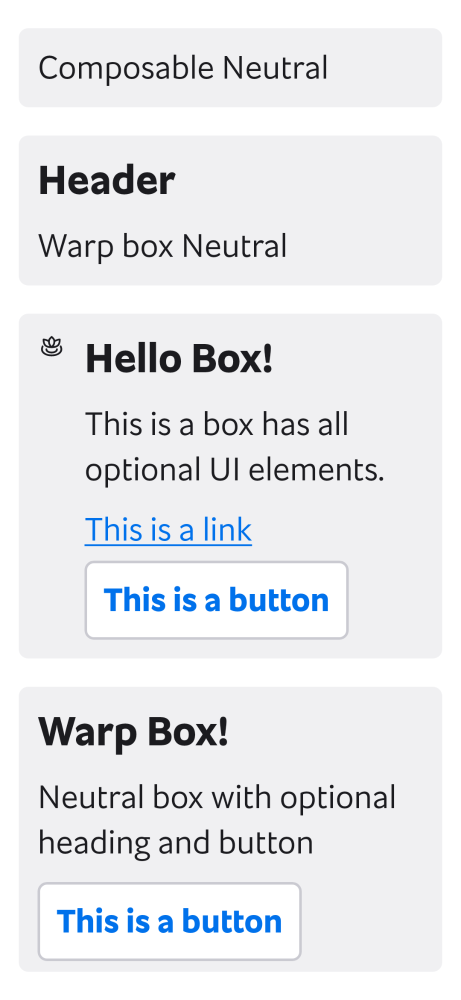 Composable Neutral
Header
Warp box Neutral
Hello Box!
This is a box has all
optional UI elements.
This is a link
This is a button
Warp Box!
Neutral box with optional
heading and button
This is a button